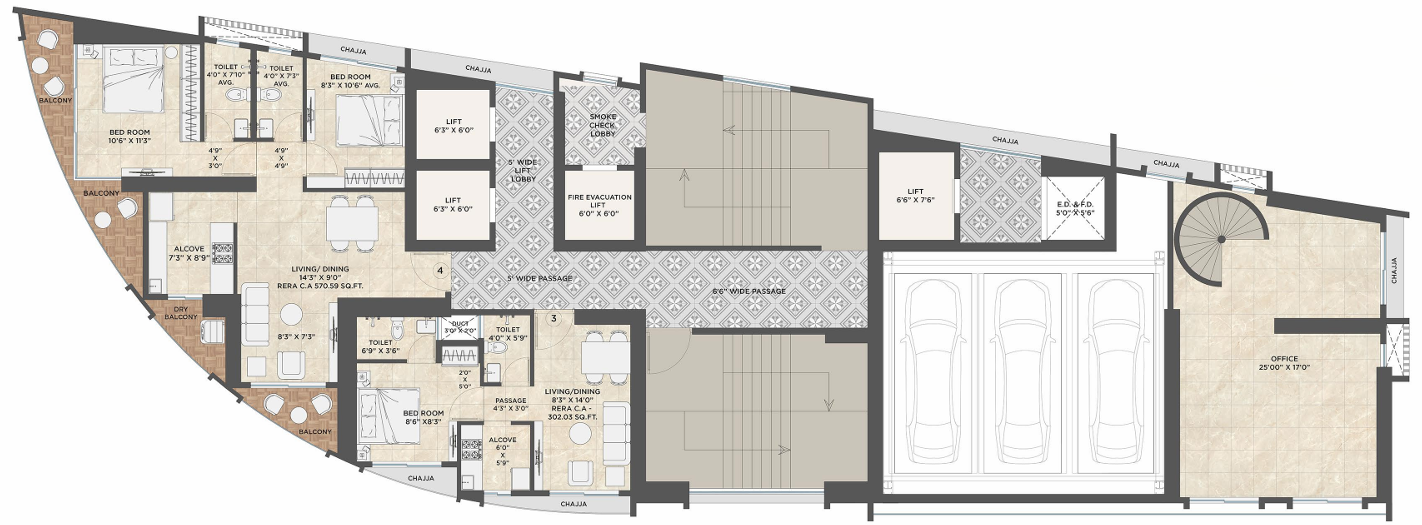 CHAJJA
CHAJJA
BALCONY
BED ROOM
10'6" X 11'3"
TOILET
4'0" X 7'10"
AVG.
TOILET
4'0" X 7'3"
AVG.
BED ROOM
8'3" X 10'6" AVG.
4'9"
X
3'0"
4'9"
X
4'9"
LIFT
6'3" X 6'0"
LIFT
6'3" X 6'0"
5' WIDE
LIFT
LOBBY
SMOKE
CHECK
LOBBY
FIRE EVACUATION
LIFT
6'0" X 6'0"
CHAJJA
LIFT
6'6" X 7'6"
E.D. & F.D.
5'0" X 5'6"
CHAJJA
BALCONY
ALCOVE
7'3" X 8'9"
LIVING/ DINING
14'3" X 9'0"
RERA C.A 570.59 SQ.FT.
4
5' WIDE PASSAGE
6'6" WIDE PASSAGE
CHAJJA
DRY
BALCONY
8'3" X 7'3"
TOILET
6'9" X 3'6"
DUCT
3'0" X 2'0"
TOILET
4'0" X 5'9"
3
2'0"
X
5'0"
BED ROOM
8'6" X8'3"
PASSAGE
4'3" X 3'0"
LIVING/DINING
8'3" X 14'0"
RERA C.A -
302.03 SQ.FT.
OFFICE
25'00" X 17'0"
BALCONY
ALCOVE
6'0"
X
5'9"
CHAJJA
CHAJJA